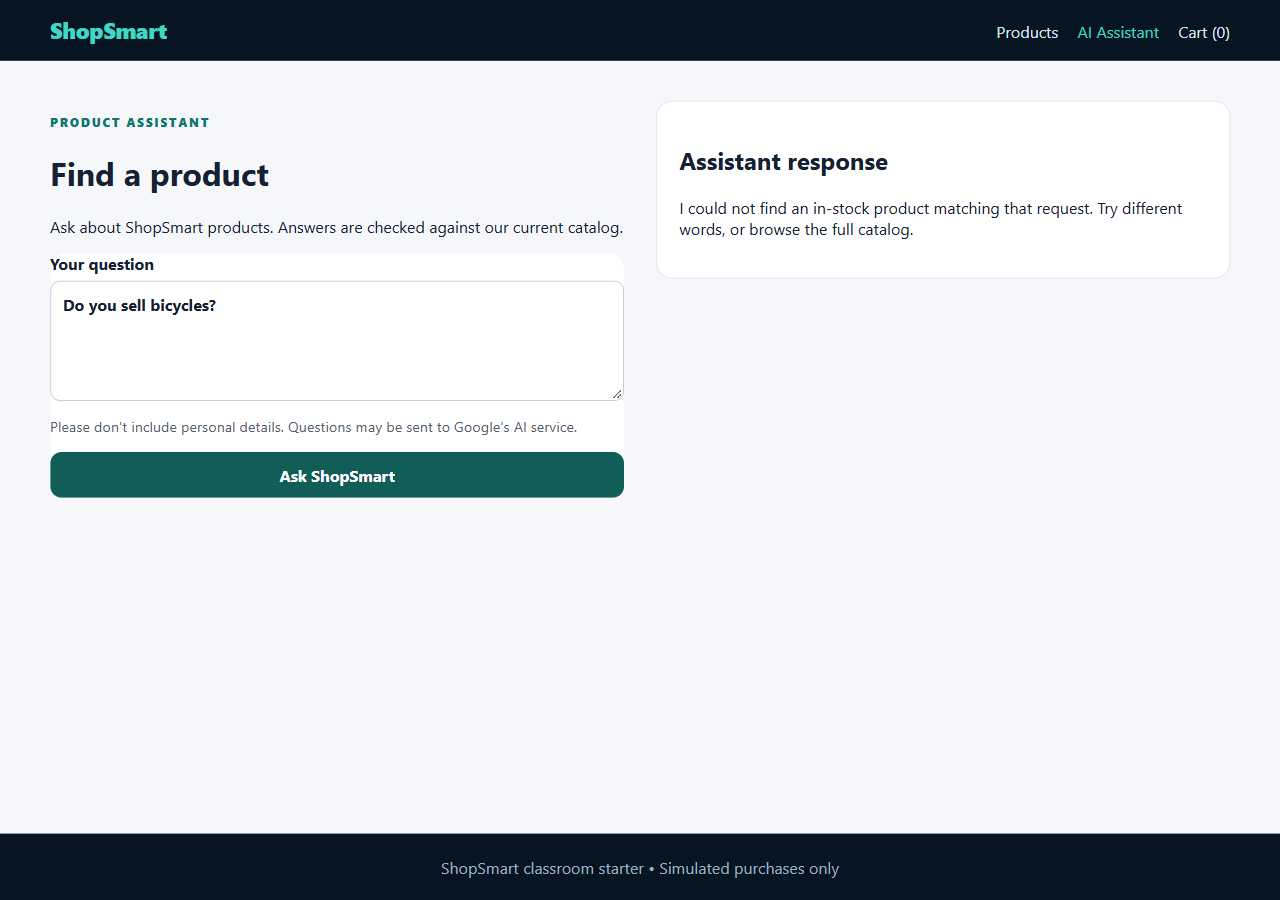 ShopSmart
Products
AI Assistant
Cart (0)
PRODUCT ASSISTANT
Find a product
Ask about ShopSmart products. Answers are checked against our current catalog.
Your question
Do you sell bicycles?
Please don't include personal details. Questions may be sent to Google's AI service.
Ask ShopSmart
Assistant response
I could not find an in-stock product matching that request. Try different
words, or browse the full catalog.
ShopSmart classroom starter • Simulated purchases only